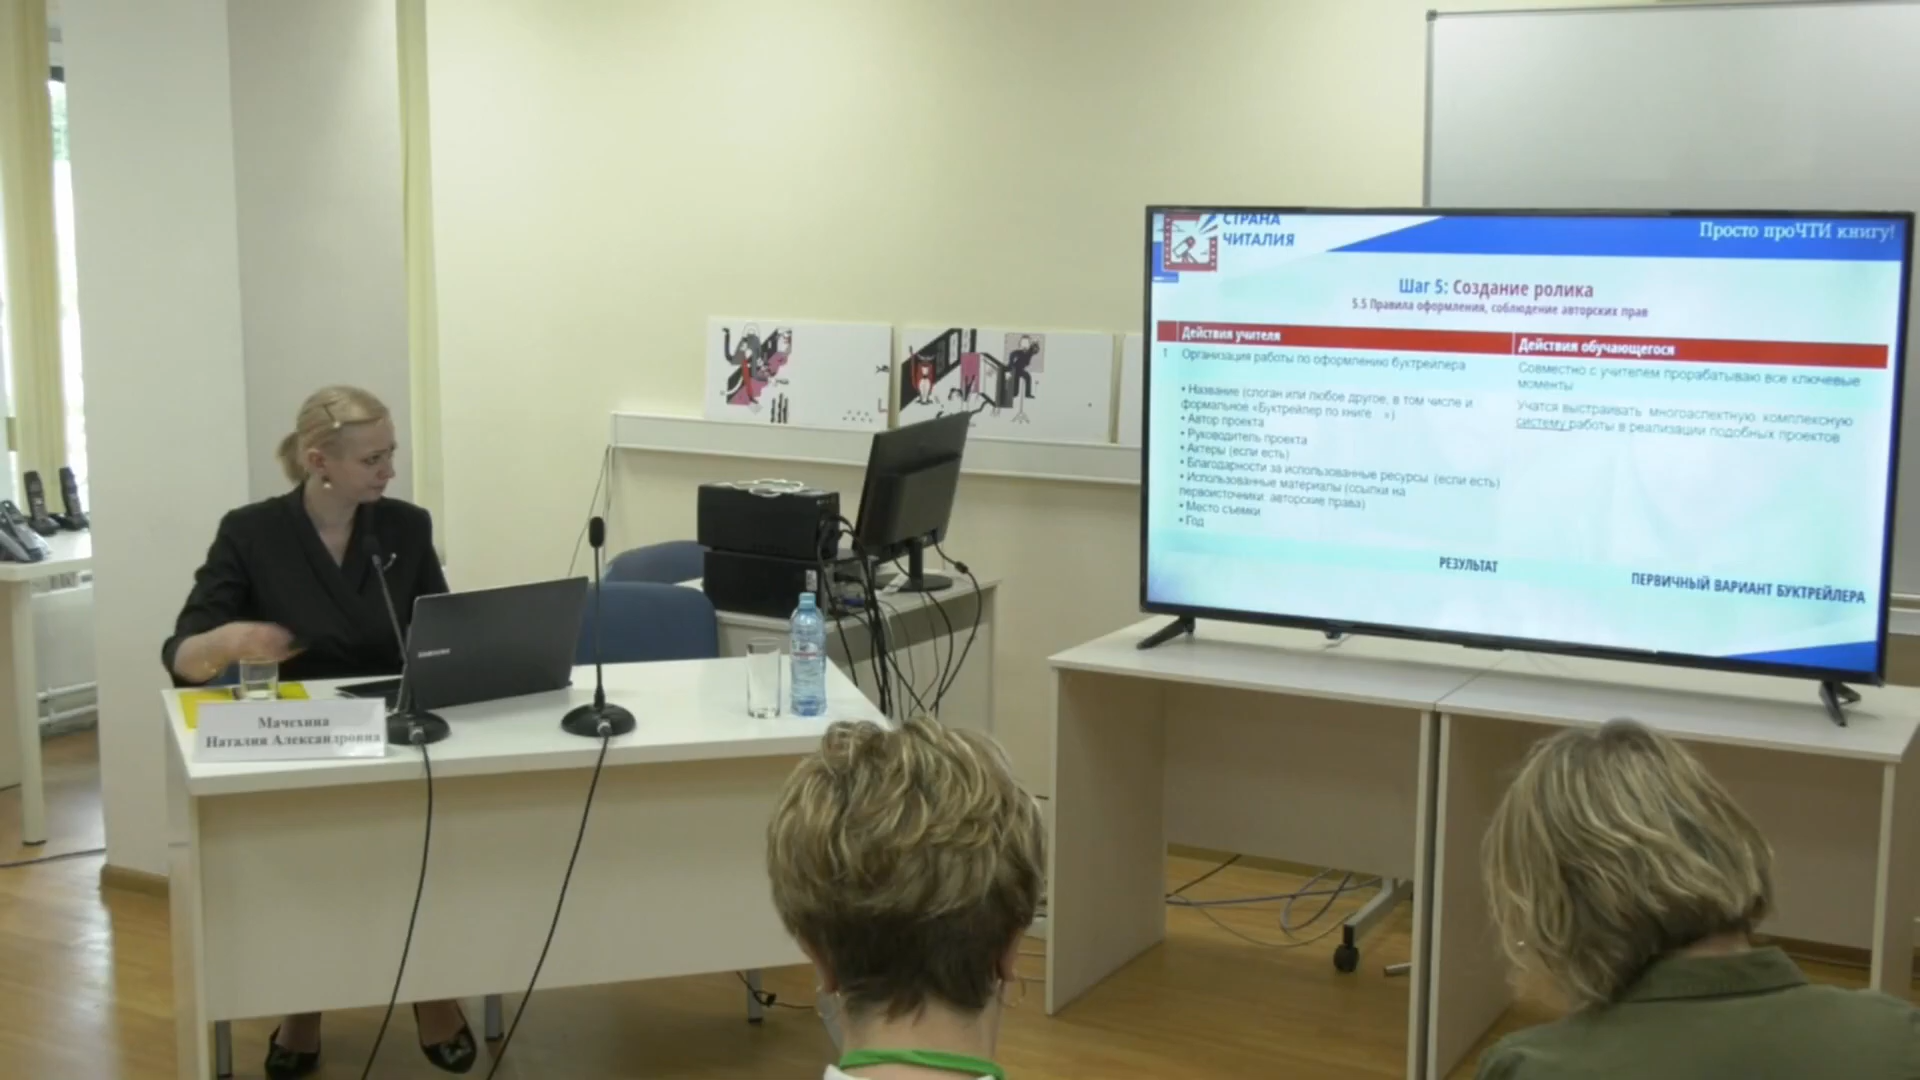 СТРАНА
ЧИТАЛИЯ
Просто проЧТИ книгу!
Шаг 5: Создание ролика
5.5 Правила оформления, соблюдение авторских прав
Действия учителя
Действия обучающегося
1 Организация работы по оформлению буктрейлера
• Название (слоган или любое другое, в том числе и
формальное «Буктрейлер по книге ...»)
• Автор проекта
• Руководитель проекта
• Актеры (если есть)
• Благодарности за использованные ресурсы (если есть)
• Использованные материалы (ссылки на
первоисточники: авторские права)
• Место съемки
• Год
Совместно с учителем прорабатываю все ключевые
моменты
Учатся выстраивать многоаспектную, комплексную
систему работы в реализации подобных проектов
РЕЗУЛЬТАТ
ПЕРВИЧНЫЙ ВАРИАНТ БУКТРЕЙЛЕРА
SAMSUNG
Мачехина
Наталия Александровна